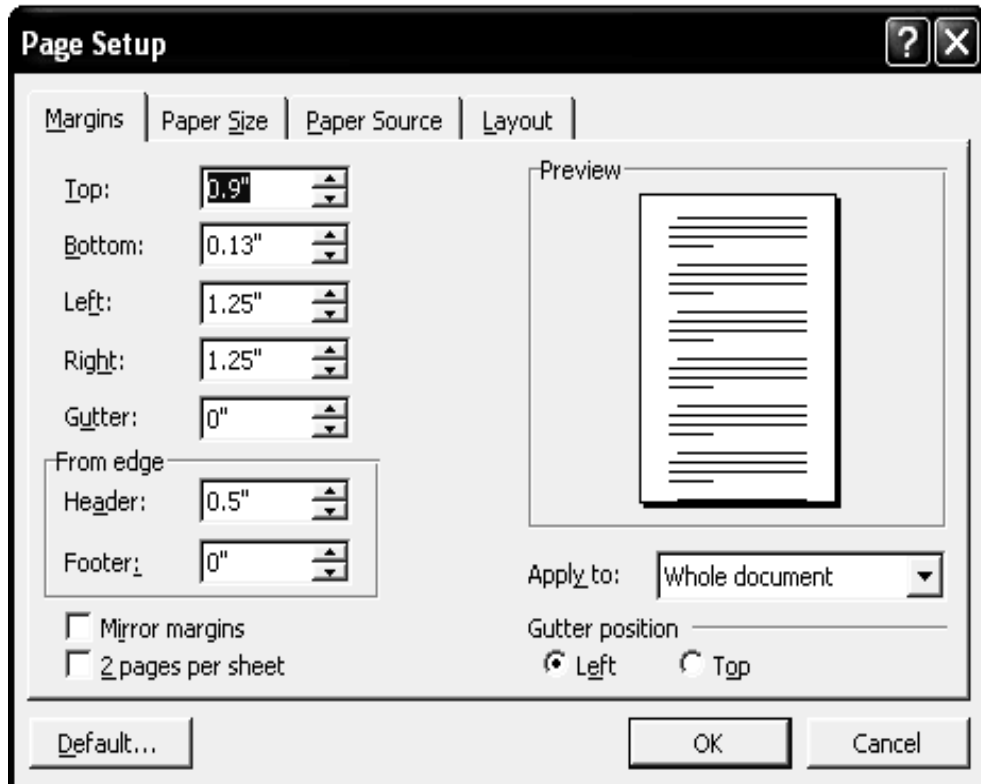 Page Setup
Margins Paper Size Paper Source Layout
Top: 0.9"
Bottom: 0.13"
Left: 1.25"
Right: 1.25"
Gutter: 0"
From edge
Header: 0.5"
Footer: 0"
Mirror margins
2 pages per sheet
Preview
Apply to: Whole document
Gutter position
Left Top
Default... OK Cancel